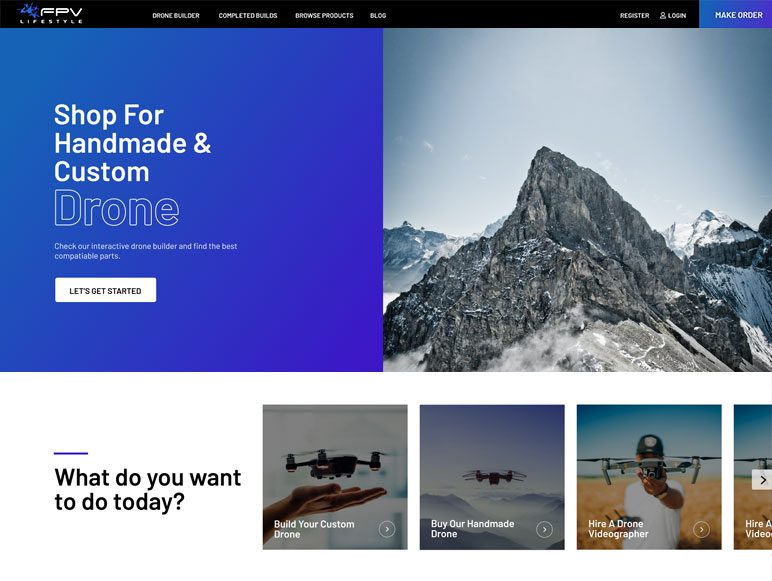 FPV
LIFESTYLE
DRONE BUILDER
COMPLETED BUILDS
BROWSE PRODUCTS
BLOG
REGISTER
LOGIN
MAKE ORDER
Shop For
Handmade &
Custom
Drone
Check our interactive drone builder and find the best
compatiable parts.
LET'S GET STARTED
What do you want
to do today?
Build Your Custom
Drone
Buy Our Handmade
Drone
Hire A Drone
Videographer
Hire A
Video